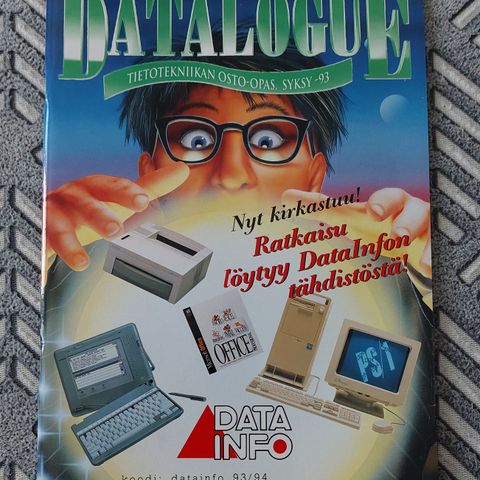 DATALOGUE
TIETOTEKNIIKAN OSTO-OPAS, SYKSY -93
Nyt kirkastuu!
Ratkaisu
löytyy DataInfon
tähdistöstä!
OFFICE
PS/1
DATA
INFO
koodi: datainfo 93/94